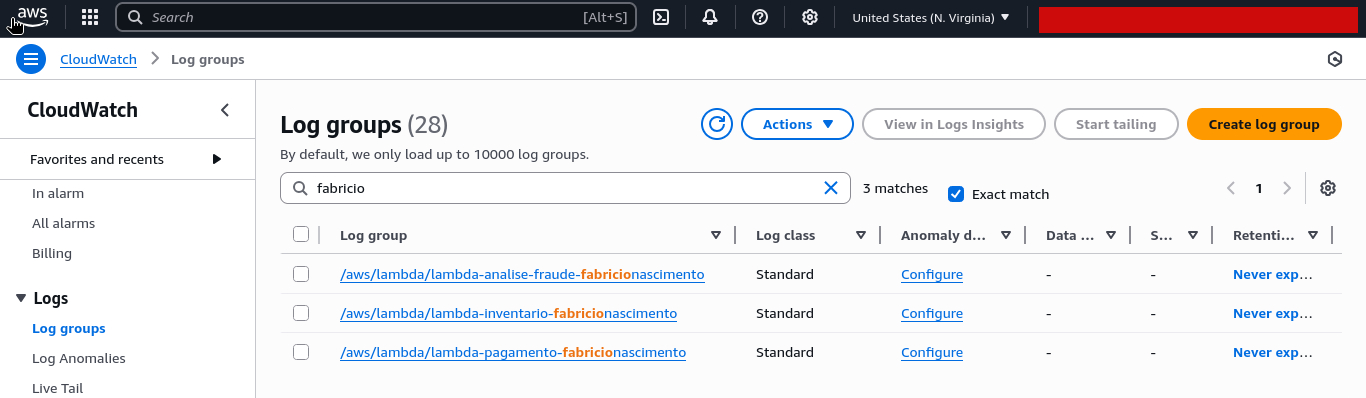 aws
Search [Alt+S] United States (N. Virginia)
CloudWatch Log groups
CloudWatch
Favorites and recents
In alarm
All alarms
Billing
Logs
Log groups
Log Anomalies
Live Tail
Log groups (28)
Actions
View in Logs Insights
Start tailing
Create log group
By default, we only load up to 10000 log groups.
fabricio
3 matches
Exact match
1
Log group Log class Anomaly d... Data ... S... Retenti...
/aws/lambda/lambda-analise-fraude-fabricionascimento Standard Configure - - Never exp...
/aws/lambda/lambda-inventario-fabricionascimento Standard Configure - - Never exp...
/aws/lambda/lambda-pagamento-fabricionascimento Standard Configure - - Never exp...